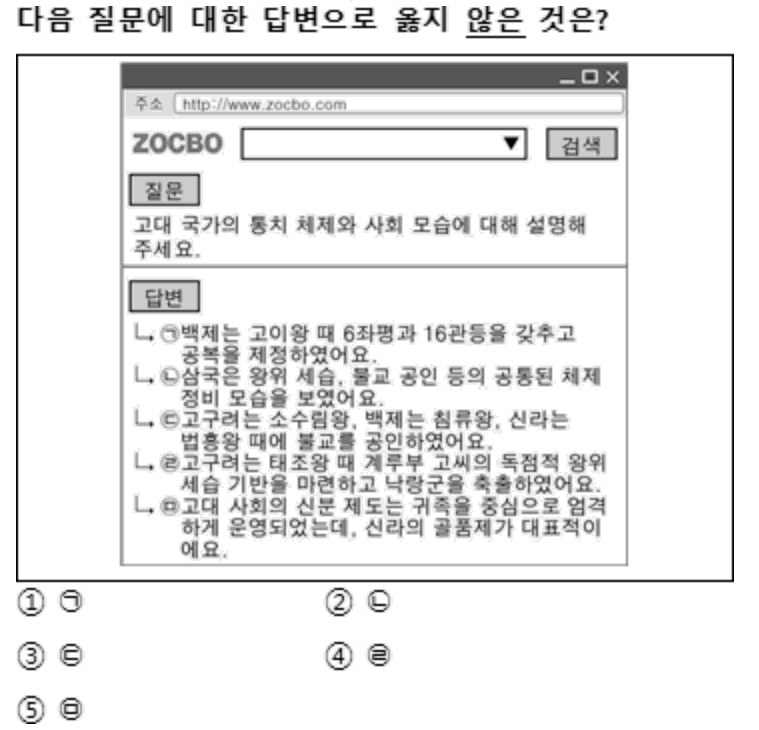 다음 질문에 대한 답변으로 옳지 않은 것은?
주소 http://www.zocbo.com
ZOCBO ▼ 검색
질문
고대 국가의 통치 체제와 사회 모습에 대해 설명해
주세요.
답변
㉠백제는 고이왕 때 6좌평과 16관등을 갖추고
공복을 제정하였어요.
㉡삼국은 왕위 세습, 불교 공인 등의 공통된 체제
정비 모습을 보였어요.
㉢고구려는 소수림왕, 백제는 침류왕, 신라는
법흥왕 때에 불교를 공인하였어요.
㉣고구려는 태조왕 때 계루부 고씨의 독점적 왕위
세습 기반을 마련하고 낙랑군을 축출하였어요.
㉤고대 사회의 신분 제도는 귀족을 중심으로 엄격
하게 운영되었는데, 신라의 골품제가 대표적이
에요.
① ㉠ ② ㉡
③ ㉢ ④ ㉣
⑤ ㉤